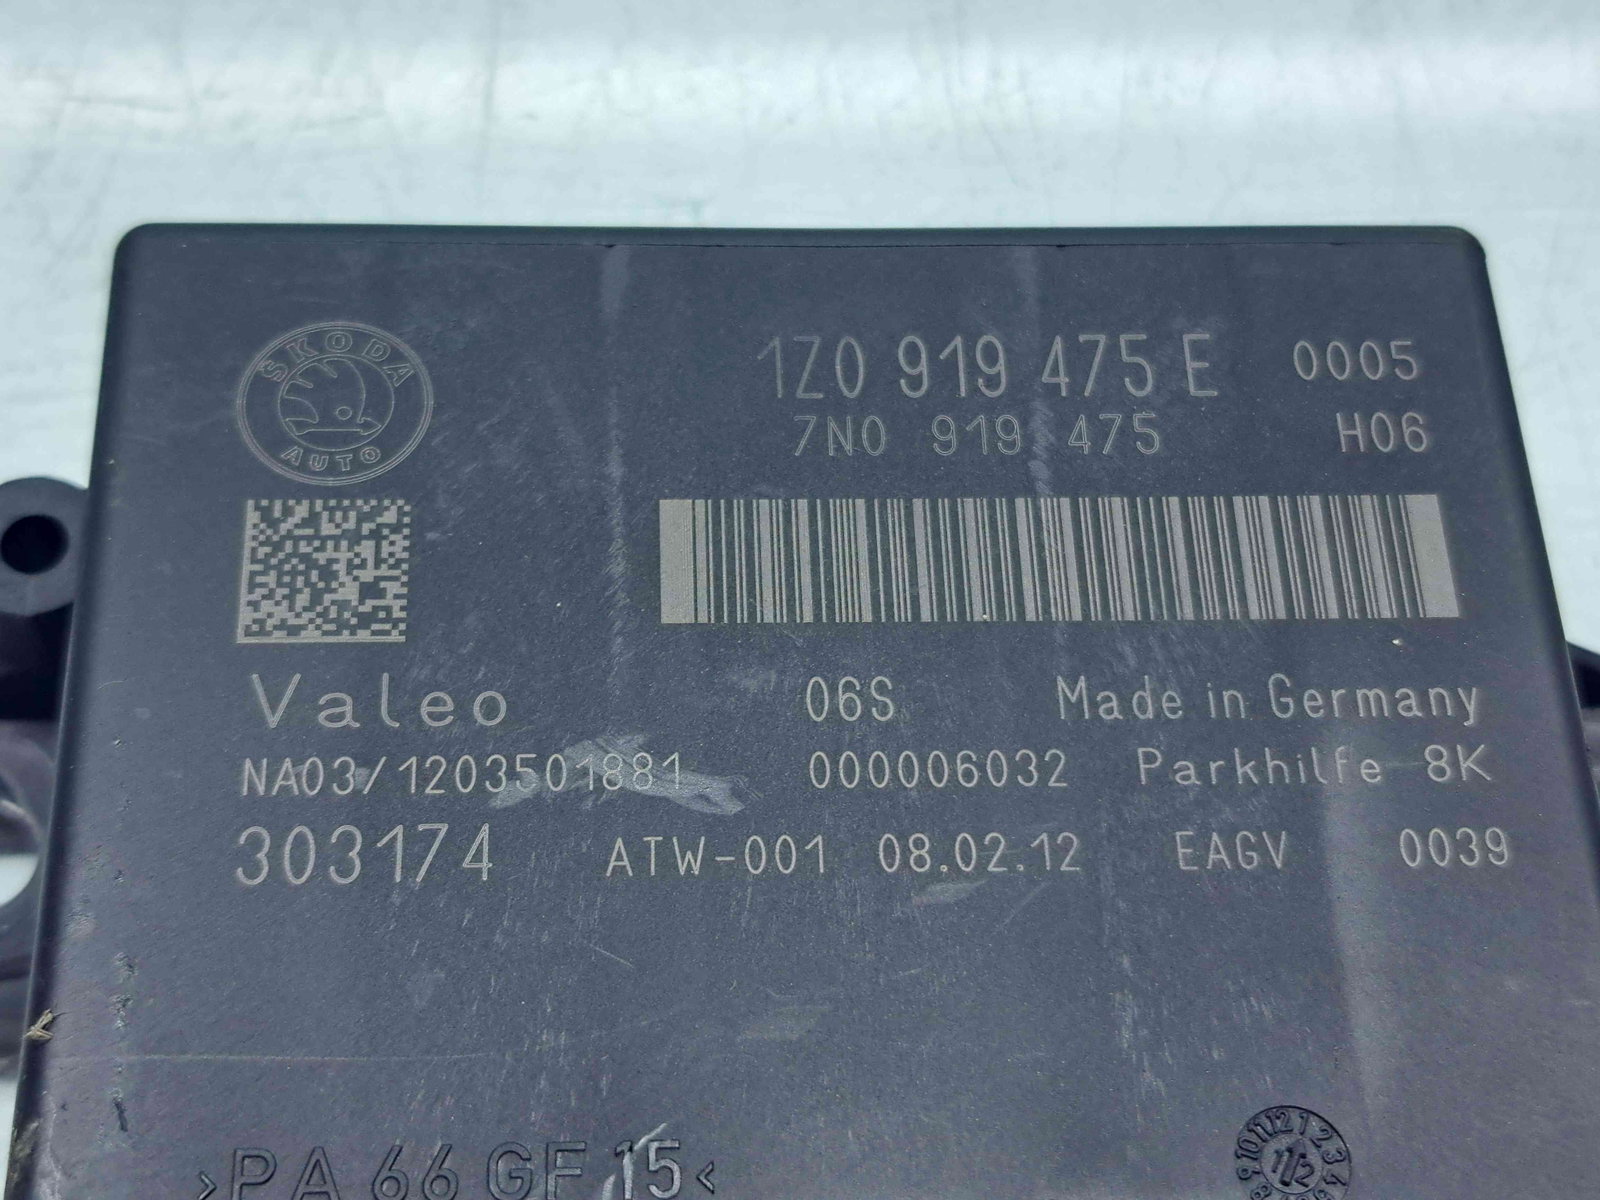 ŠKODA
AUTO
1Z0 919 475 E 0005
7N0 919 475 H06
Valeo 06S Made in Germany
NA03/1203501881 000006032 Parkhilfe 8K
303174 ATW-001 08.02.12 EAGV 0039
>PA 66 GF 15<